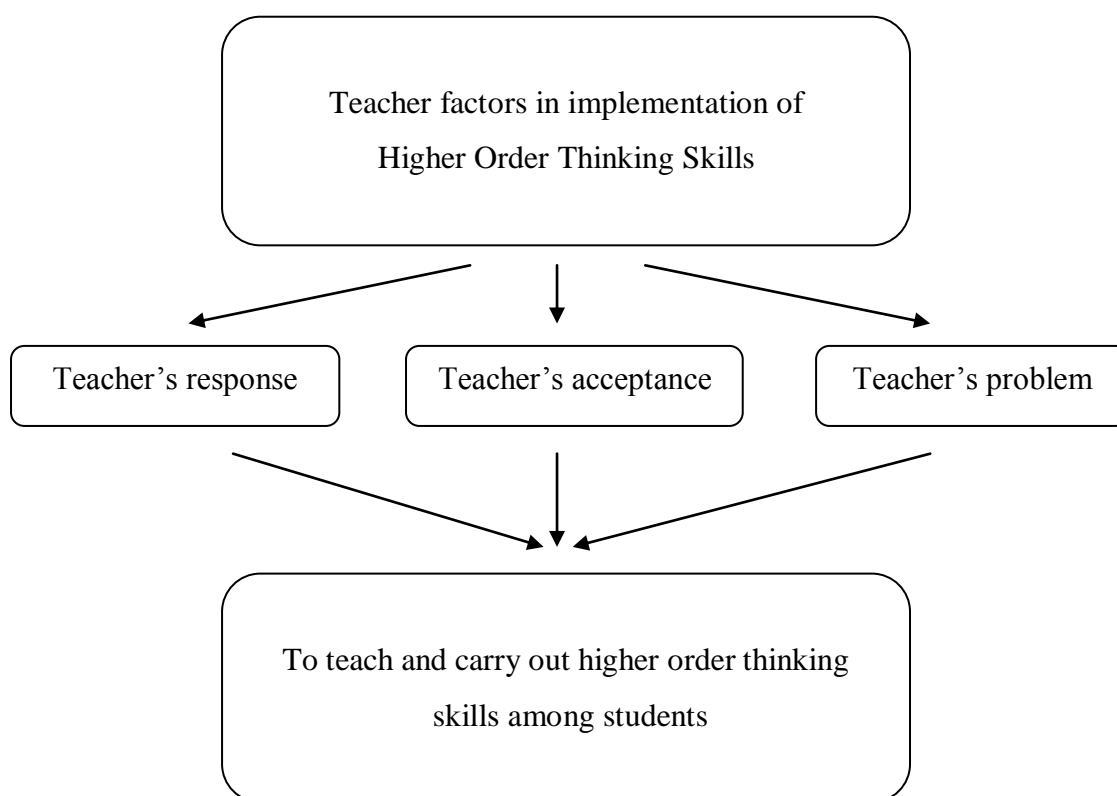 Teacher factors in implementation of
Higher Order Thinking Skills
Teacher’s response
Teacher’s acceptance
Teacher’s problem
To teach and carry out higher order thinking
skills among students